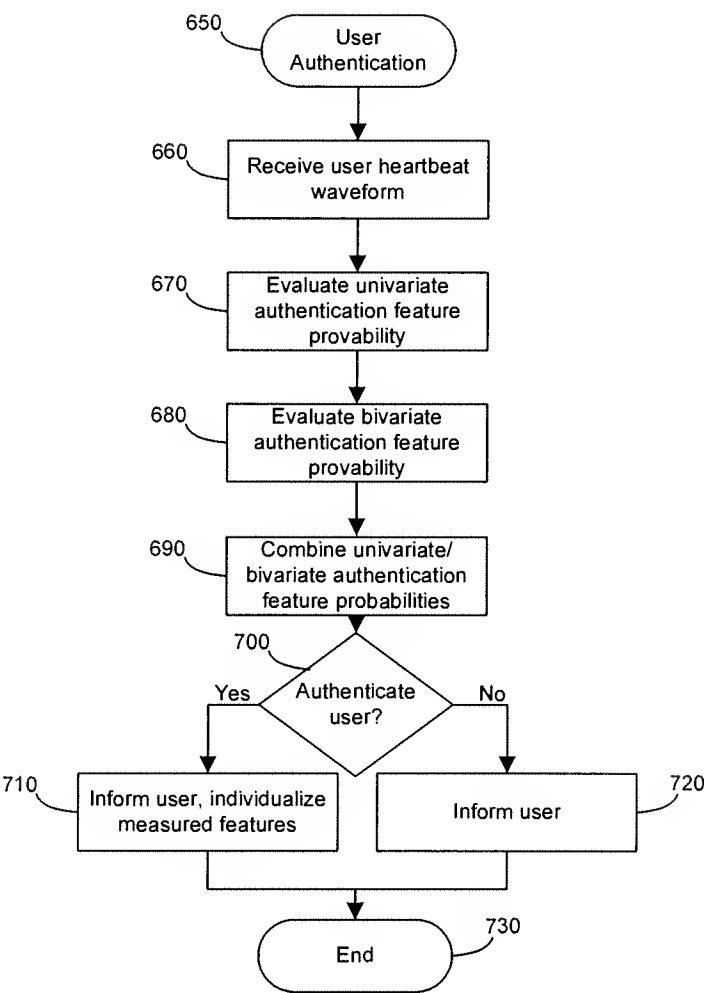 650
User
Authentication
660
Receive user heartbeat
waveform
670
Evaluate univariate
authentication feature
provability
680
Evaluate bivariate
authentication feature
provability
690
Combine univariate/
bivariate authentication
feature probabilities
700
Authenticate
user?
Yes
No
710
Inform user, individualize
measured features
720
Inform user
730
End